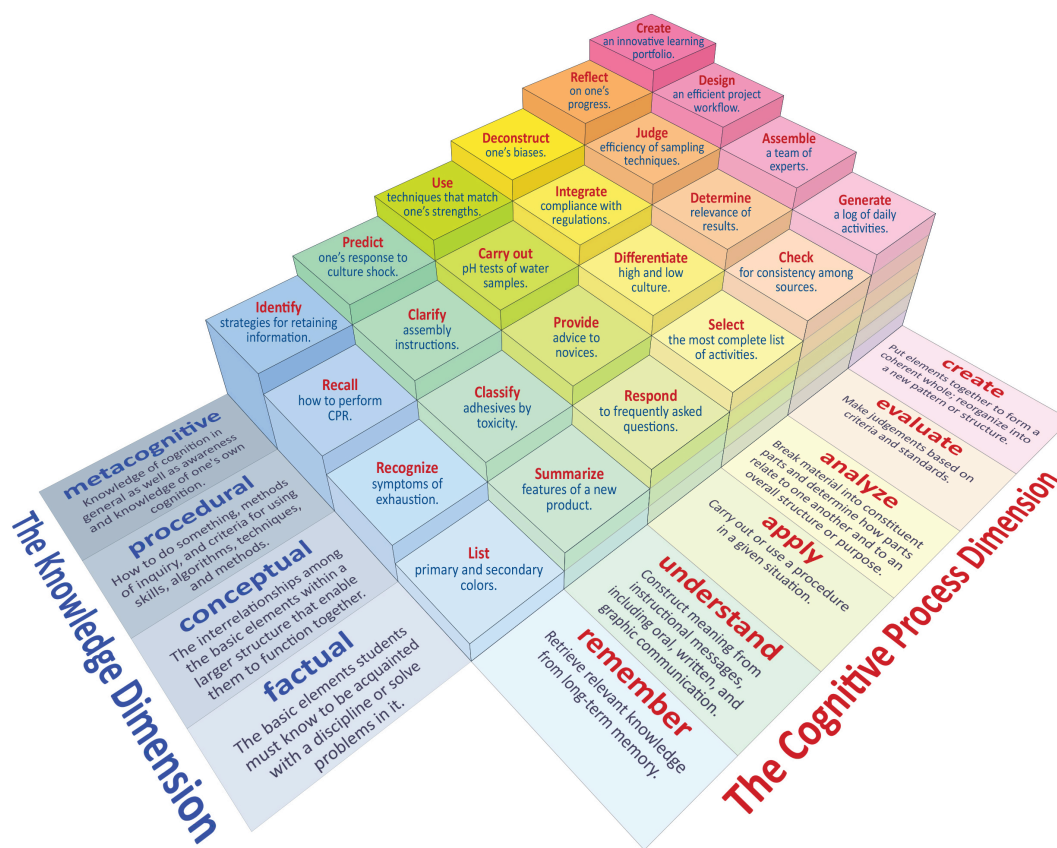 Create
an innovative learning
portfolio.
Reflect
on one's
progress.
Design
an efficient project
workflow.
Deconstruct
one's biases.
Judge
efficiency of sampling
techniques.
Assemble
a team of
experts.
Use
techniques that match
one's strengths.
Integrate
compliance with
regulations.
Determine
relevance of
results.
Generate
a log of daily
activities.
Predict
one's response to
culture shock.
Carry out
pH tests of water
samples.
Differentiate
high and low
culture.
Check
for consistency among
sources.
Identify
strategies for retaining
information.
Clarify
assembly
instructions.
Provide
advice to
novices.
Select
the most complete list
of activities.
Recall
how to perform
CPR.
Classify
adhesives by
toxicity.
Respond
to frequently asked
questions.
Recognize
symptoms of
exhaustion.
Summarize
features of a new
product.
List
primary and secondary
colors.
The Knowledge Dimension
metacognitive
Knowledge of cognition in
general as well as awareness
and knowledge of one's own
cognition.
procedural
How to do something, methods
of inquiry, and criteria for using
skills, algorithms, techniques,
and methods.
conceptual
The interrelationships among
the basic elements within a
larger structure that enable
them to function together.
factual
The basic elements students
must know to be acquainted
with a discipline or solve
problems in it.
The Cognitive Process Dimension
remember
Retrieve relevant knowledge
from long-term memory.
understand
Construct meaning from
instructional messages,
including oral, written, and
graphic communication.
apply
Carry out or use a procedure
in a given situation.
analyze
Break material into constituent
parts and determine how parts
relate to one another and to an
overall structure or purpose.
evaluate
Make judgements based on
criteria and standards.
create
Put elements together to form a
coherent whole; reorganize into
a new pattern or structure.